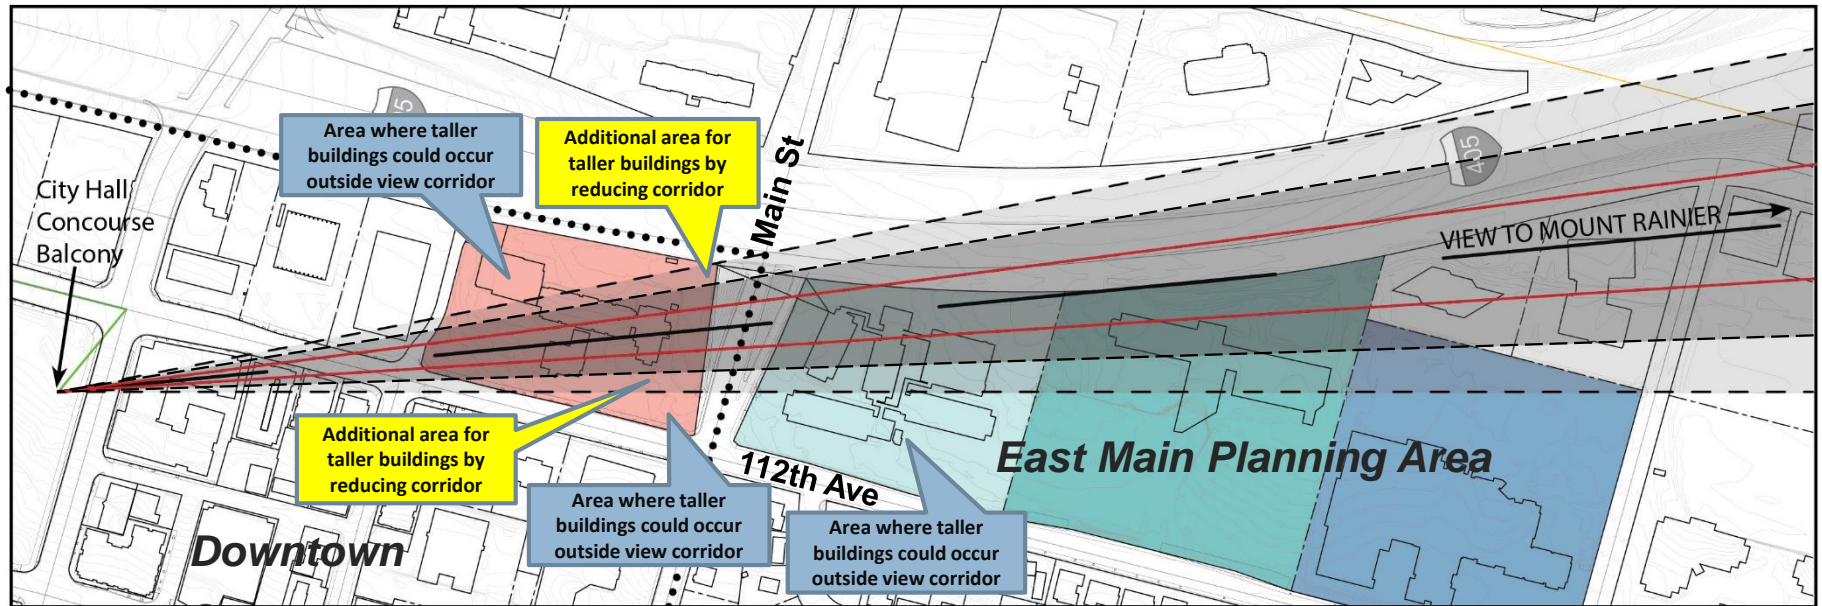 05
Area where taller
buildings could occur
outside view corridor
Additional area for
taller buildings by
reducing corridor
Main St
405
City Hall
Concourse
Balcony
VIEW TO MOUNT RAINIER
Additional area for
taller buildings by
reducing corridor
Area where taller
buildings could occur
outside view corridor
112th Ave
East Main Planning Area
Area where taller
buildings could occur
outside view corridor
Downtown